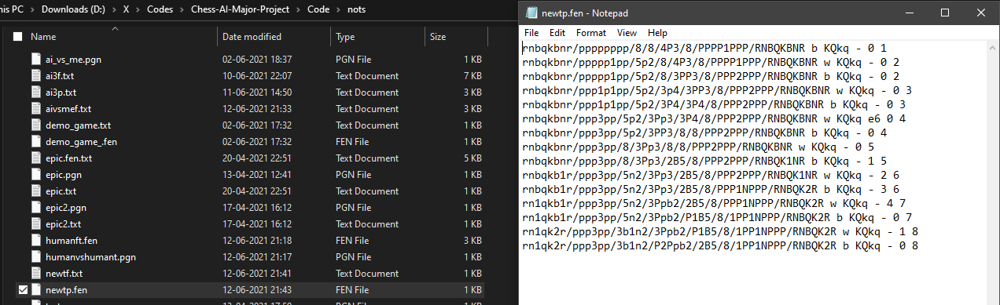 his PC > Downloads (D:) > X > Codes > Chess-AI-Major-Project > Code > nots
Name Date modified Type Size
ai_vs_me.pgn 02-06-2021 18:37 PGN File 1 KB
ai3f.txt 10-06-2021 22:07 Text Document 7 KB
ai3p.txt 11-06-2021 14:50 Text Document 3 KB
aivsmef.txt 12-06-2021 21:33 Text Document 3 KB
demo_game.txt 02-06-2021 17:32 Text Document 1 KB
demo_game_.fen 02-06-2021 17:32 FEN File 1 KB
epic.fen.txt 20-04-2021 22:51 Text Document 5 KB
epic.pgn 13-04-2021 12:41 PGN File 1 KB
epic.txt 20-04-2021 22:51 Text Document 1 KB
epic2.pgn 17-04-2021 16:12 PGN File 1 KB
epic2.txt 17-04-2021 16:12 Text Document 1 KB
humanft.fen 12-06-2021 21:18 FEN File 3 KB
humanvshumant.pgn 12-06-2021 21:17 PGN File 1 KB
newtf.txt 12-06-2021 21:41 Text Document 1 KB
newtp.fen 12-06-2021 21:43 FEN File 1 KB
newtp.fen - Notepad
File Edit Format View Help
rnbqkbnr/pppppppp/8/8/4P3/8/PPPP1PPP/RNBQKBNR b KQkq - 0 1
rnbqkbnr/ppppp1pp/5p2/8/4P3/8/PPPP1PPP/RNBQKBNR w KQkq - 0 2
rnbqkbnr/ppppp1pp/5p2/8/3PP3/8/PPP2PPP/RNBQKBNR b KQkq - 0 2
rnbqkbnr/ppp1p1pp/5p2/3p4/3PP3/8/PPP2PPP/RNBQKBNR w KQkq - 0 3
rnbqkbnr/ppp1p1pp/5p2/3P4/3P4/8/PPP2PPP/RNBQKBNR b KQkq - 0 3
rnbqkbnr/ppp3pp/5p2/3Pp3/3P4/8/PPP2PPP/RNBQKBNR w KQkq e6 0 4
rnbqkbnr/ppp3pp/5p2/3PP3/8/8/PPP2PPP/RNBQKBNR b KQkq - 0 4
rnbqkbnr/ppp3pp/8/3Pp3/8/8/PPP2PPP/RNBQKBNR w KQkq - 0 5
rnbqkbnr/ppp3pp/8/3Pp3/2B5/8/PPP2PPP/RNBQK1NR b KQkq - 1 5
rnbqkb1r/ppp3pp/5n2/3Pp3/2B5/8/PPP2PPP/RNBQK1NR w KQkq - 2 6
rnbqkb1r/ppp3pp/5n2/3Pp3/2B5/8/PPP1NPPP/RNBQK2R b KQkq - 3 6
rn1qkb1r/ppp3pp/5n2/3Ppb2/2B5/8/PPP1NPPP/RNBQK2R w KQkq - 4 7
rn1qkb1r/ppp3pp/5n2/3Ppb2/P1B5/8/1PP1NPPP/RNBQK2R b KQkq - 0 7
rn1qk2r/ppp3pp/3b1n2/3Ppb2/P1B5/8/1PP1NPPP/RNBQK2R w KQkq - 1 8
rn1qk2r/ppp3pp/3b1n2/P2Ppb2/2B5/8/1PP1NPPP/RNBQK2R b KQkq - 0 8